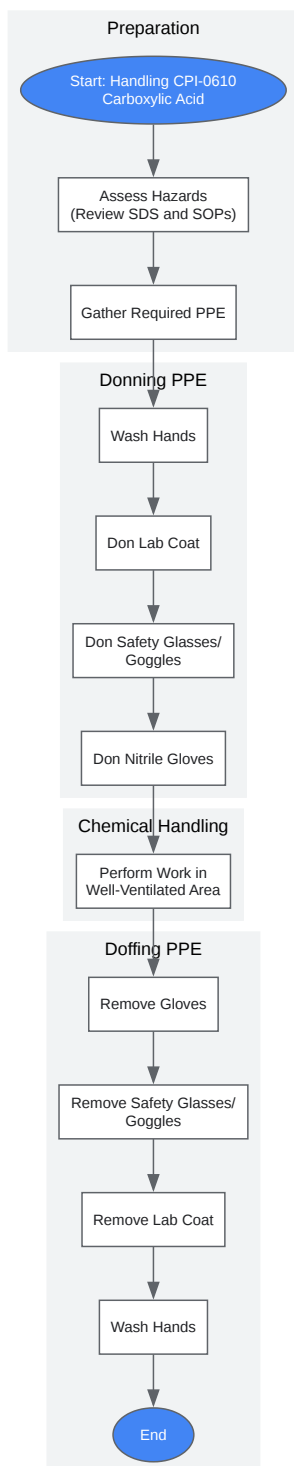 Preparation
Start: Handling CPI-0610
Carboxylic Acid
Assess Hazards
(Review SDS and SOPs)
Gather Required PPE
Donning PPE
Wash Hands
Don Lab Coat
Don Safety Glasses/
Goggles
Don Nitrile Gloves
Chemical Handling
Perform Work in
Well-Ventilated Area
Doffing PPE
Remove Gloves
Remove Safety Glasses/
Goggles
Remove Lab Coat
Wash Hands
End